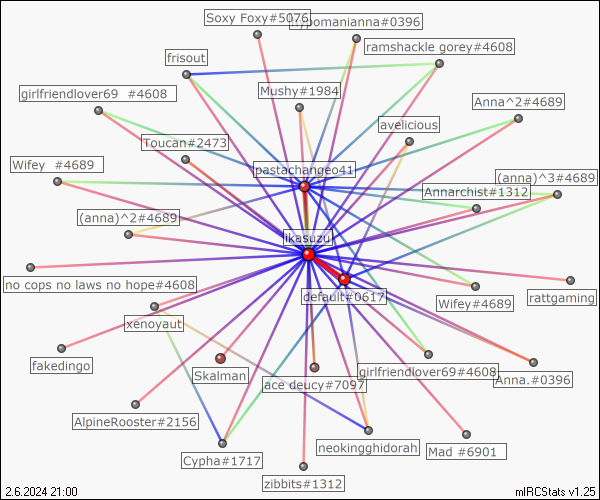 Soxy Foxy#5076
ypomanianna#0396
frisout
ramshackle gorey#4608
girlfriendlover69 #4608
Mushy#1984
Anna^2#4689
avelicious
Toucan#2473
Wifey #4689
pastachangeo41
(anna)^3#4689
Annarchist#1312
(anna)^2#4689
ikasuzu
no cops no laws no hope#4608
default#0617
Wifey#4689
rattgaming
xenoyaut
fakedingo
Skalman
ace deucy#7097
girlfriendlover69#4608
Anna.#0396
AlpineRooster#2156
Cypha#1717
neokingghidorah
Mad #6901
zibbits#1312
2.6.2024 21:00
mIRCStats v1.25